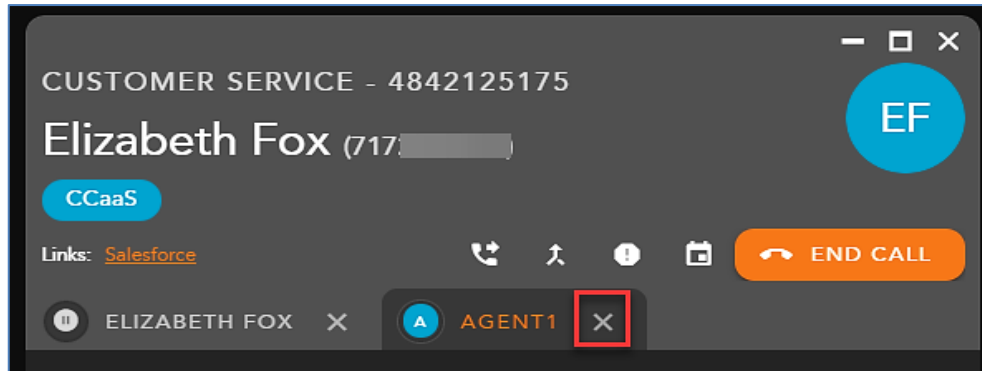 CUSTOMER SERVICE - 4842125175
EF
Elizabeth Fox (717
CCaaS
Links: Salesforce
END CALL
ELIZABETH FOX
A AGENT1